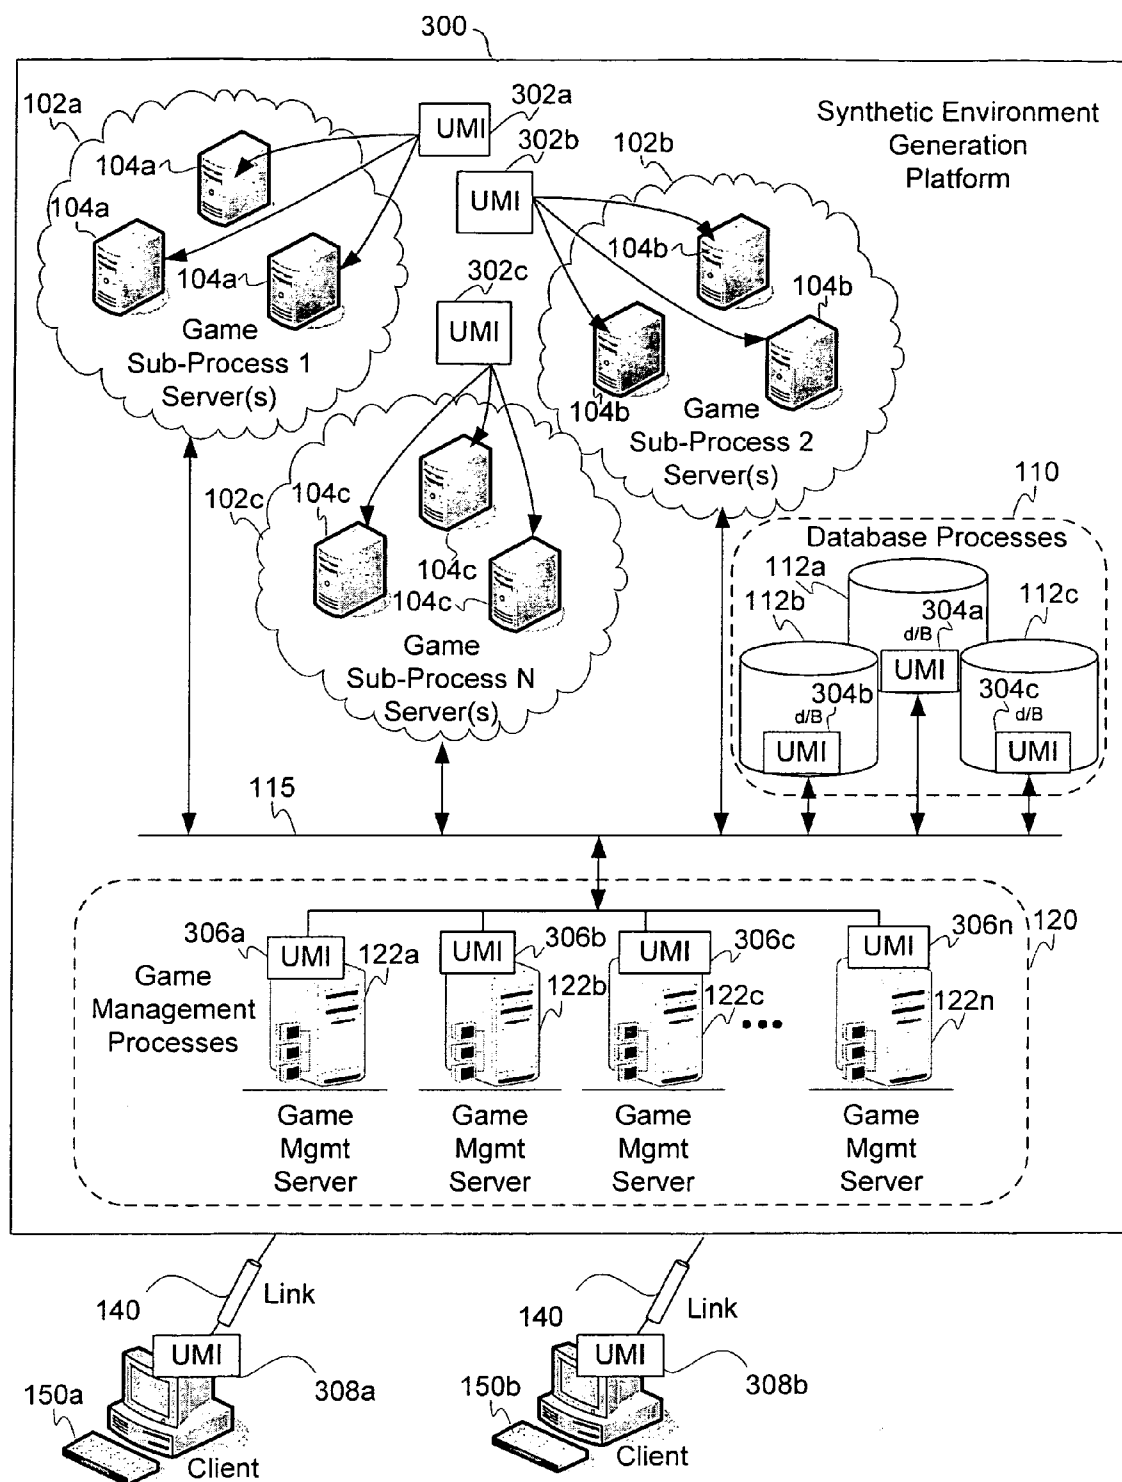 300
102a
UMI
302a
Synthetic Environment
Generation
Platform
302b
102b
104a
UMI
104a
104b
104a
302c
104b
Game
Sub-Process 1
Server(s)
UMI
104b
Game
Sub-Process 2
Server(s)
102c
104c
110
Database Processes
104c
112a
104c
112b
304a
112c
d/B
Game
Sub-Process N
Server(s)
UMI
304b
304c
d/B
d/B
UMI
UMI
115
306a
UMI
122a
UMI
306b
UMI
306c
UMI
306n
120
Game
Management
Processes
122b
122c
122n
Game
Mgmt
Server
Game
Mgmt
Server
Game
Mgmt
Server
Game
Mgmt
Server
140
Link
140
Link
UMI
UMI
150a
308a
150b
308b
Client
Client